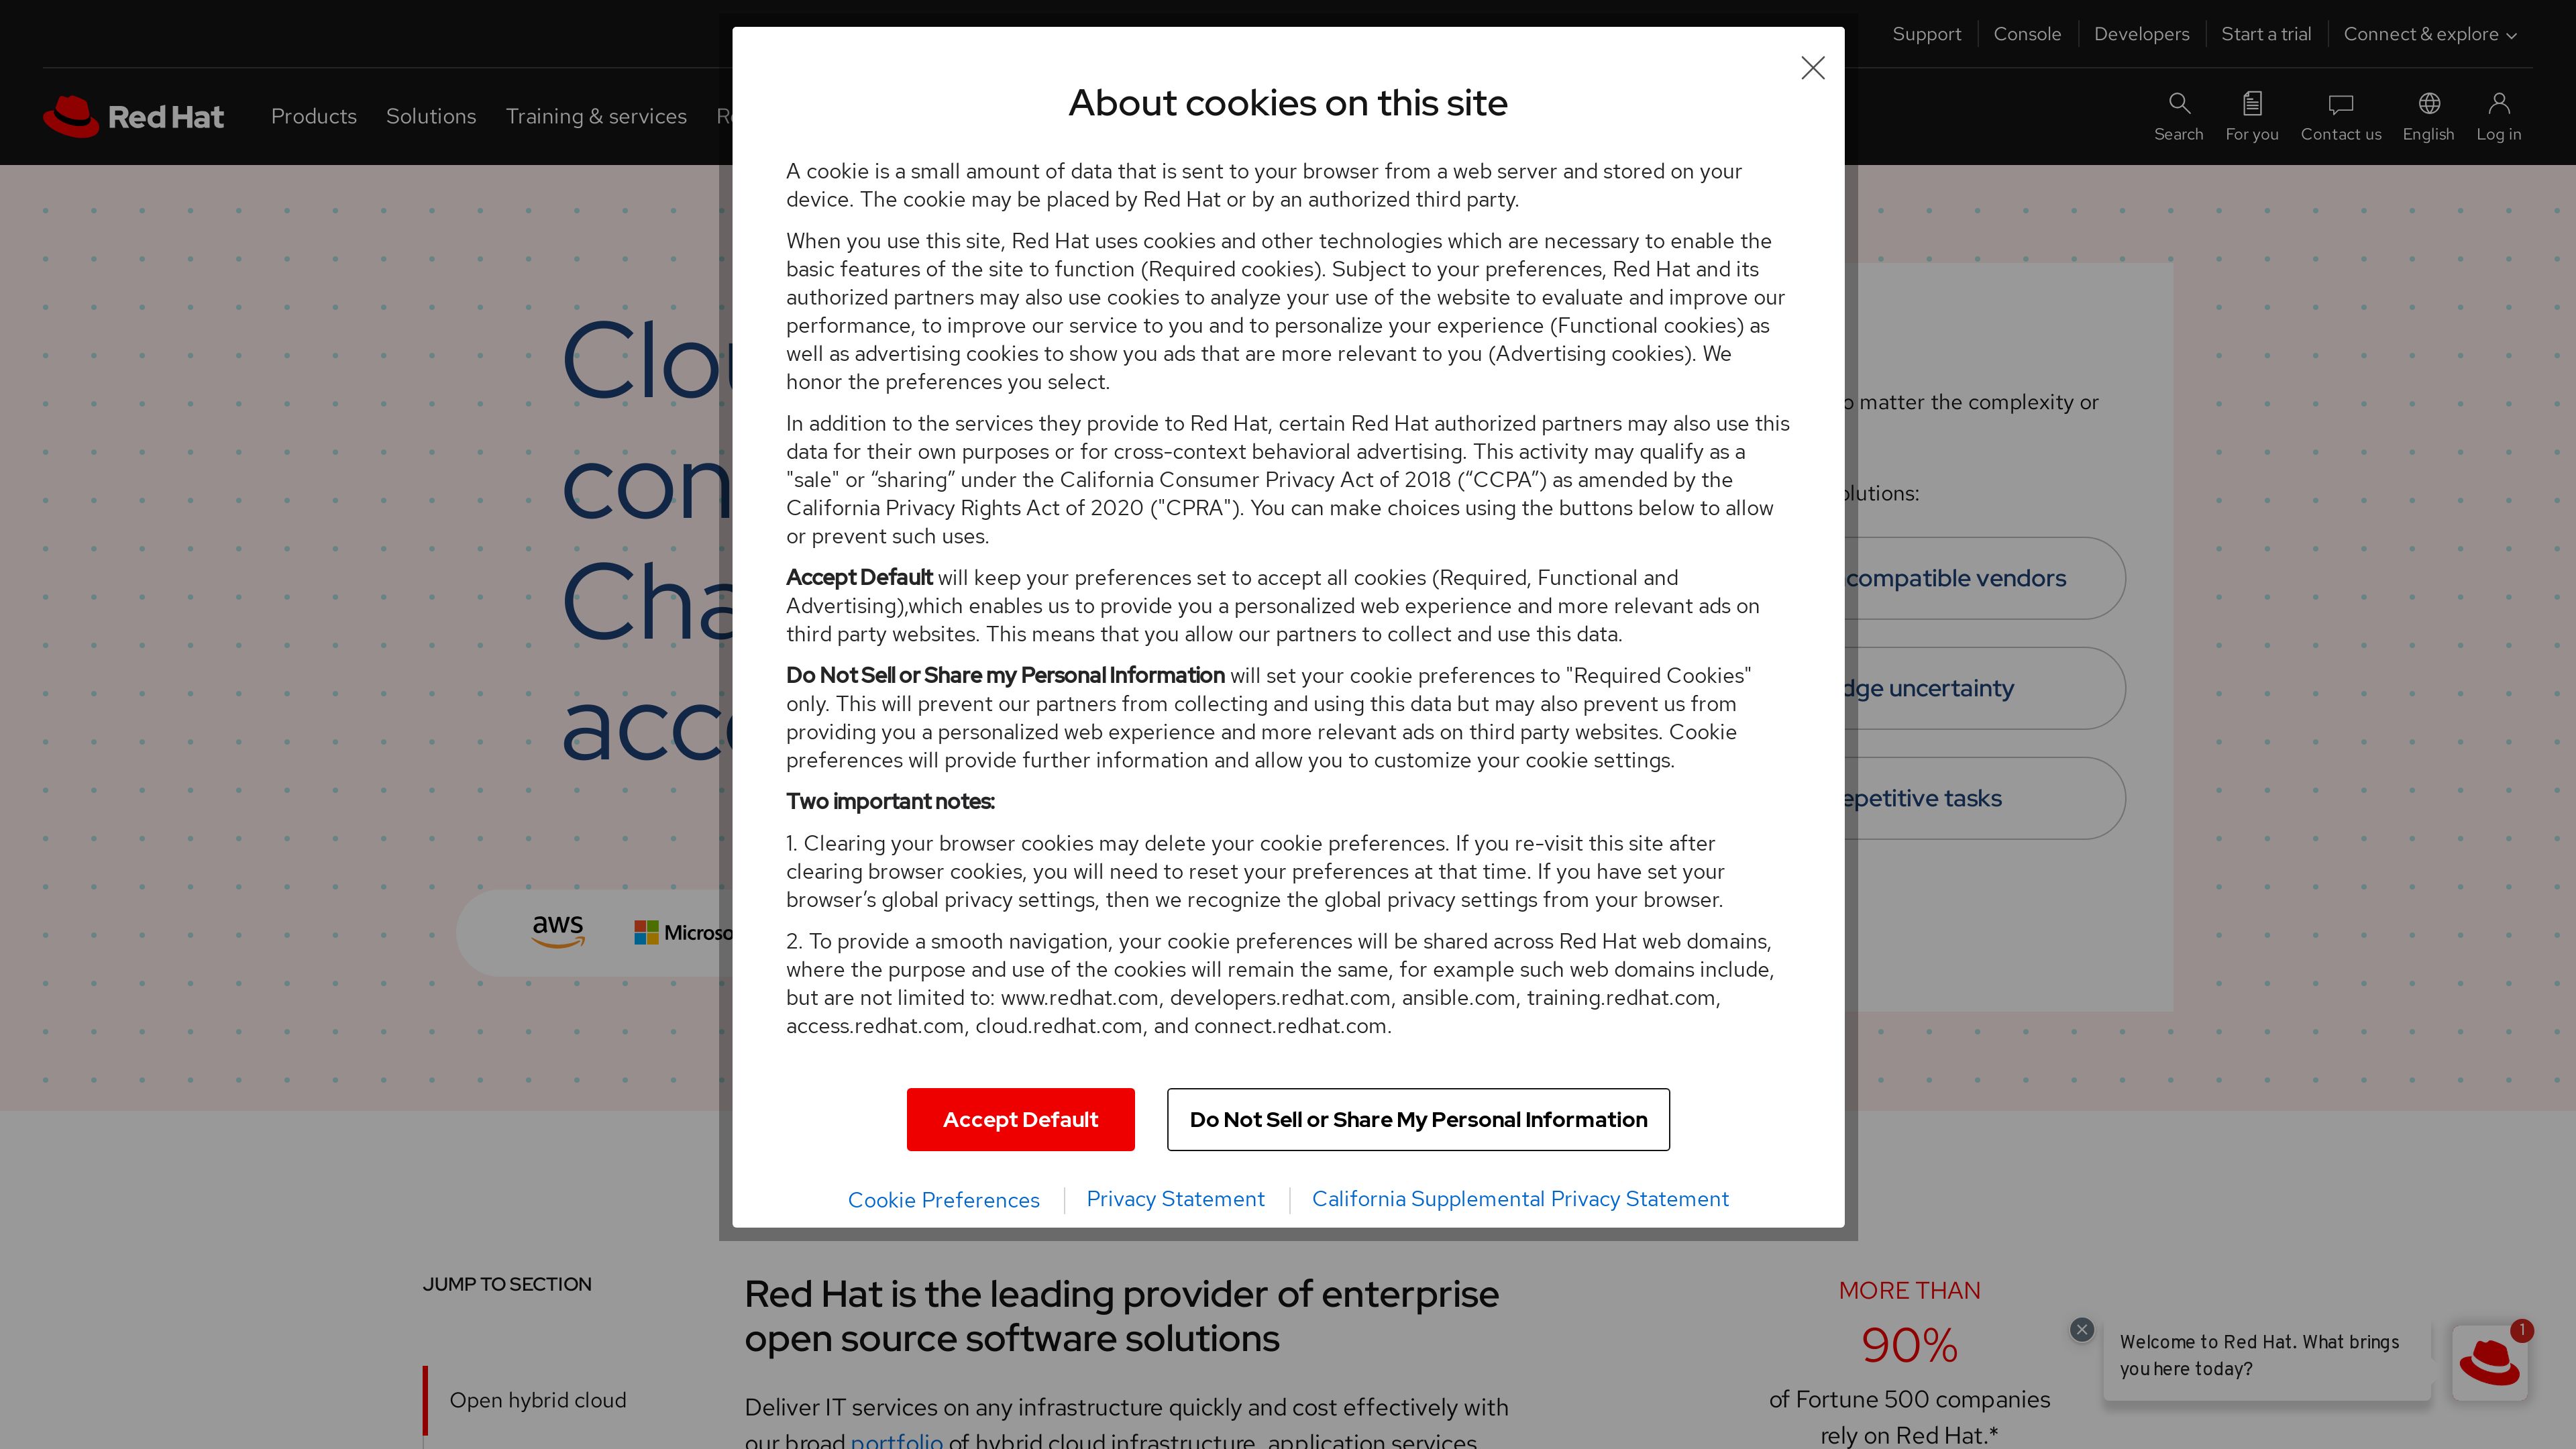 Support
Console
Developers
Start a trial
Connect & explore
Red Hat
Products
Solutions
Training & services
Search
For you
Contact us
English
Log in
About cookies on this site
A cookie is a small amount of data that is sent to your browser from a web server and stored on your
device. The cookie may be placed by Red Hat or by an authorized third party.
When you use this site, Red Hat uses cookies and other technologies which are necessary to enable the
basic features of the site to function (Required cookies). Subject to your preferences, Red Hat and its
authorized partners may also use cookies to analyze your use of the website to evaluate and improve our
performance, to improve our service to you and to personalize your experience (Functional cookies) as
well as advertising cookies to show you ads that are more relevant to you (Advertising cookies). We
honor the preferences you select.
In addition to the services they provide to Red Hat, certain Red Hat authorized partners may also use this
data for their own purposes or for cross-context behavioral advertising. This activity may qualify as a
"sale" or “sharing” under the California Consumer Privacy Act of 2018 (“CCPA”) as amended by the
California Privacy Rights Act of 2020 ("CPRA"). You can make choices using the buttons below to allow
or prevent such uses.
Accept Default will keep your preferences set to accept all cookies (Required, Functional and
Advertising),which enables us to provide you a personalized web experience and more relevant ads on
third party websites. This means that you allow our partners to collect and use this data.
Do Not Sell or Share my Personal Information will set your cookie preferences to "Required Cookies"
only. This will prevent our partners from collecting and using this data but may also prevent us from
providing you a personalized web experience and more relevant ads on third party websites. Cookie
preferences will provide further information and allow you to customize your cookie settings.
Two important notes:
1. Clearing your browser cookies may delete your cookie preferences. If you re-visit this site after
clearing browser cookies, you will need to reset your preferences at that time. If you have set your
browser’s global privacy settings, then we recognize the global privacy settings from your browser.
2. To provide a smooth navigation, your cookie preferences will be shared across Red Hat web domains,
where the purpose and use of the cookies will remain the same, for example such web domains include,
but are not limited to: www.redhat.com, developers.redhat.com, ansible.com, training.redhat.com,
access.redhat.com, cloud.redhat.com, and connect.redhat.com.
Accept Default
Do Not Sell or Share My Personal Information
Cookie Preferences
Privacy Statement
California Supplemental Privacy Statement
matter the complexity or
compatible vendors
uncertainty
tasks
aws
JUMP TO SECTION
Open hybrid cloud
Red Hat is the leading provider of enterprise
open source software solutions
Deliver IT services on any infrastructure quickly and cost effectively with
our broad portfolio of hybrid cloud infrastructure, application services
MORE THAN
90%
of Fortune 500 companies
rely on Red Hat.*
Welcome to Red Hat. What brings
you here today?
1